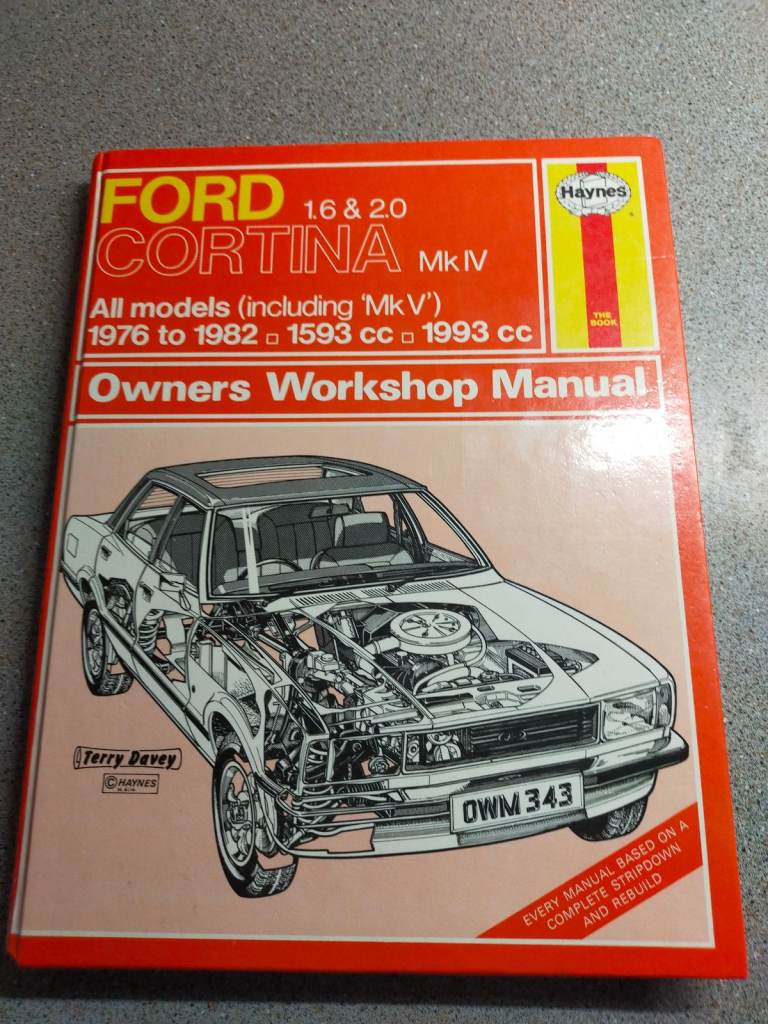 FORD 1.6 & 2.0
CORTINA Mk IV
All models (including 'Mk V')
1976 to 1982 □ 1593 cc □ 1993 cc
Haynes
THE
BOOK
Owners Workshop Manual
Terry Davey
© HAYNES
OWM 343
EVERY MANUAL BASED ON A
COMPLETE STRIPDOWN
AND REBUILD